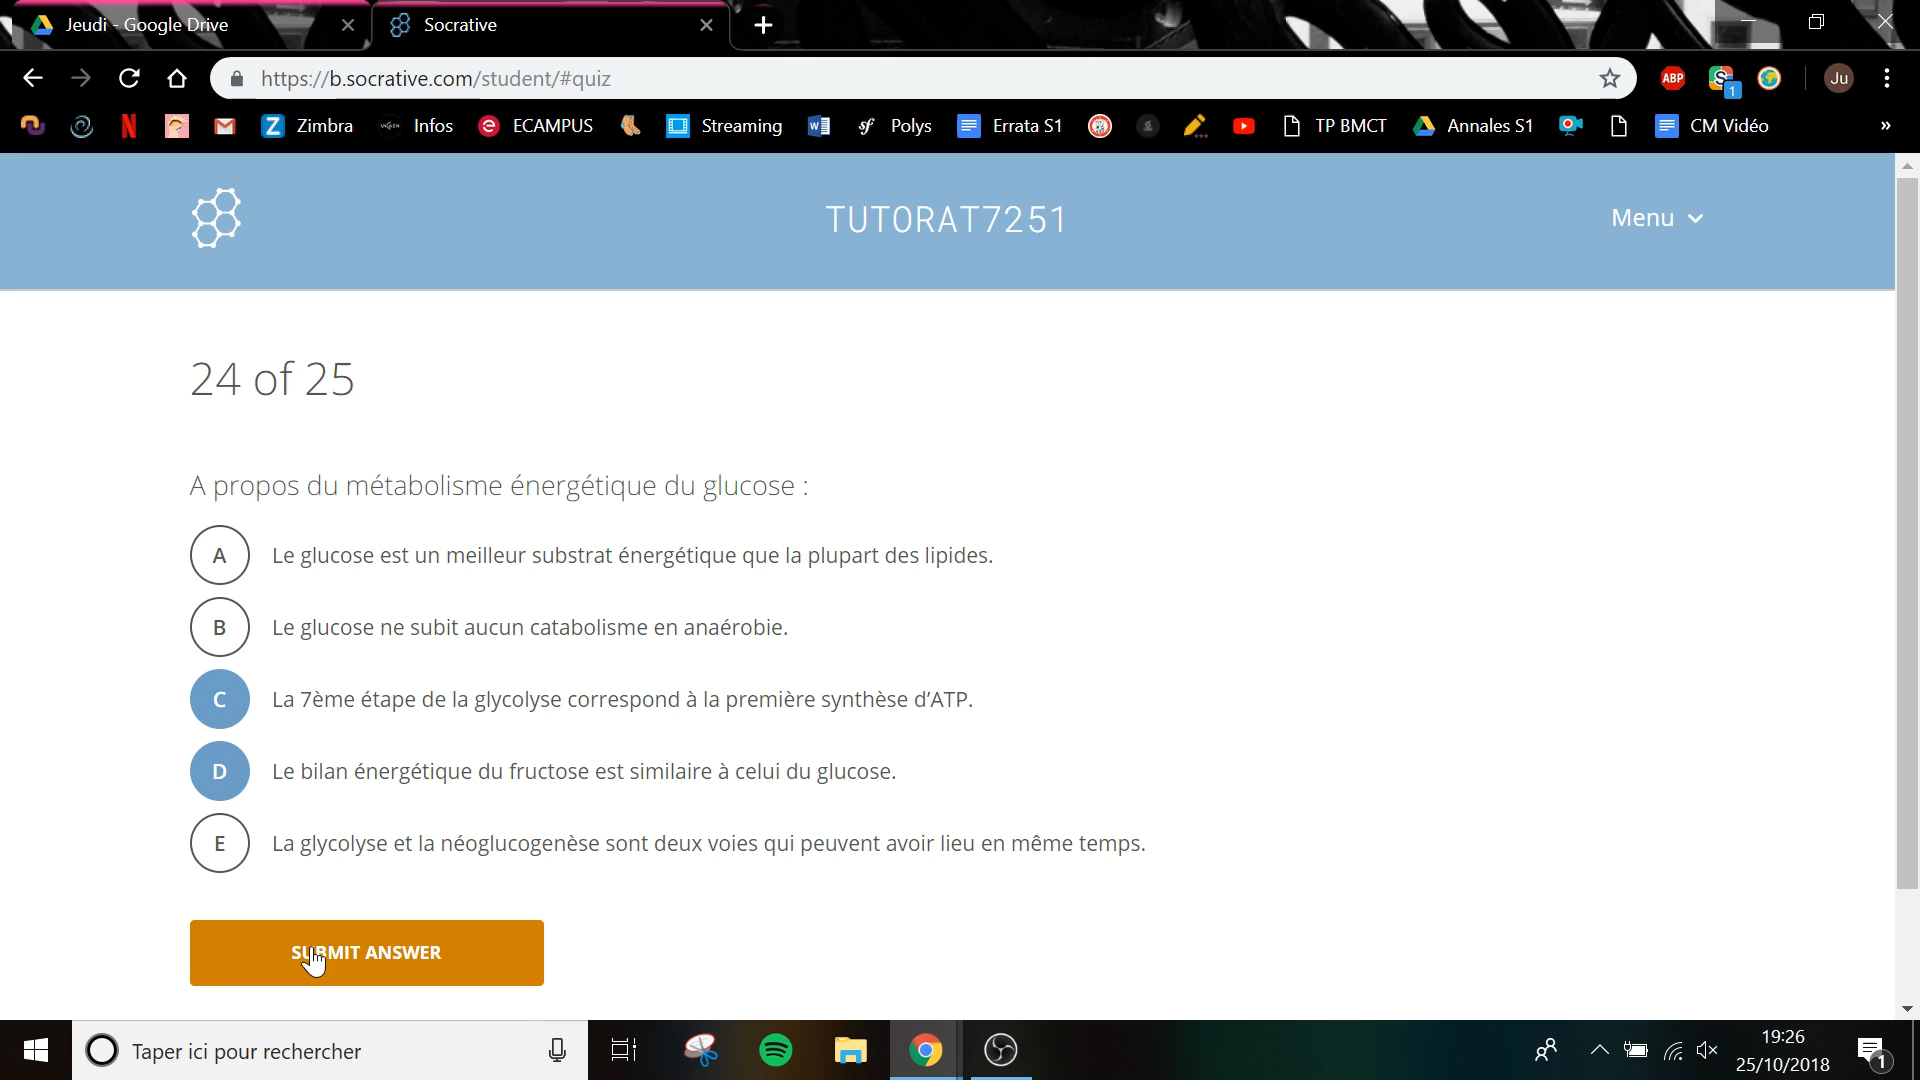 Jeudi - Google Drive
Socrative
https://b.socrative.com/student/#quiz
ABP
1
Ju
Zimbra
Infos
ECAMPUS
Streaming
Polys
Errata S1
TP BMCT
Annales S1
CM Vidéo
»
TUTORAT7251
Menu
24 of 25
A propos du métabolisme énergétique du glucose :
A Le glucose est un meilleur substrat énergétique que la plupart des lipides.
B Le glucose ne subit aucun catabolisme en anaérobie.
C La 7ème étape de la glycolyse correspond à la première synthèse d’ATP.
D Le bilan énergétique du fructose est similaire à celui du glucose.
E La glycolyse et la néoglucogenèse sont deux voies qui peuvent avoir lieu en même temps.
SUBMIT ANSWER
Taper ici pour rechercher
19:26
25/10/2018
1